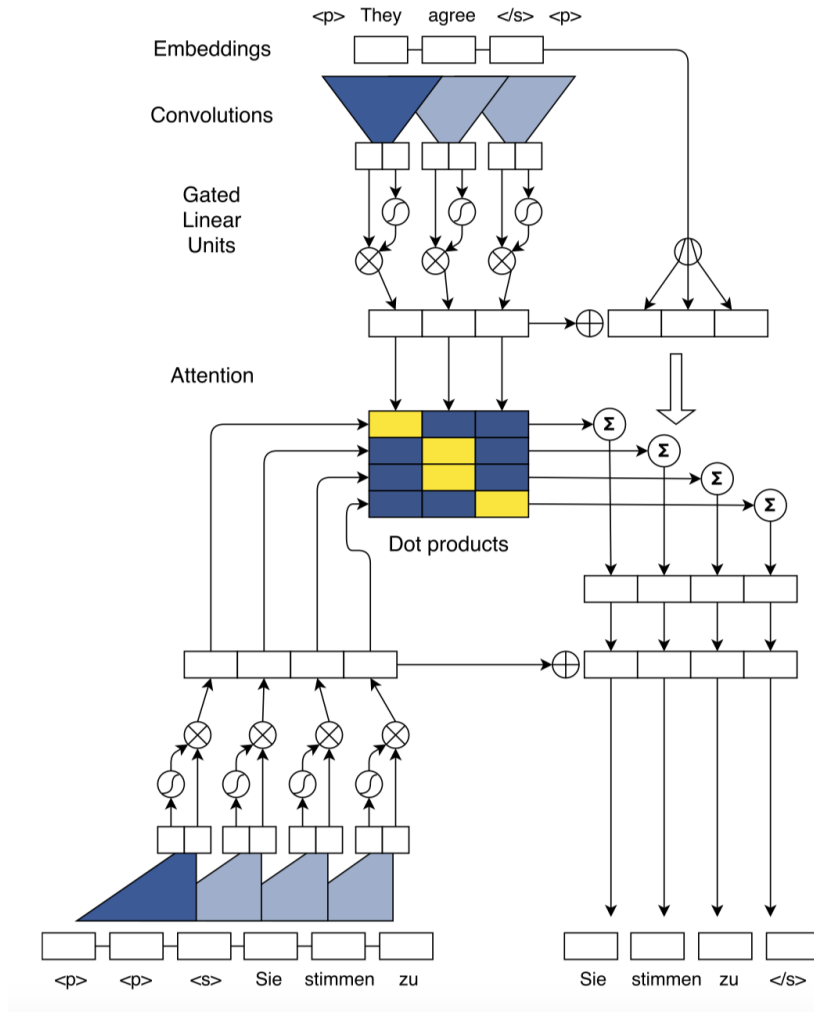 <p> They agree </s> <p>
Embeddings
Convolutions
Gated
Linear
Units
Attention
Σ
Σ
Σ
Σ
Dot products
<p> <p> <s> Sie stimmen zu
Sie stimmen zu </s>